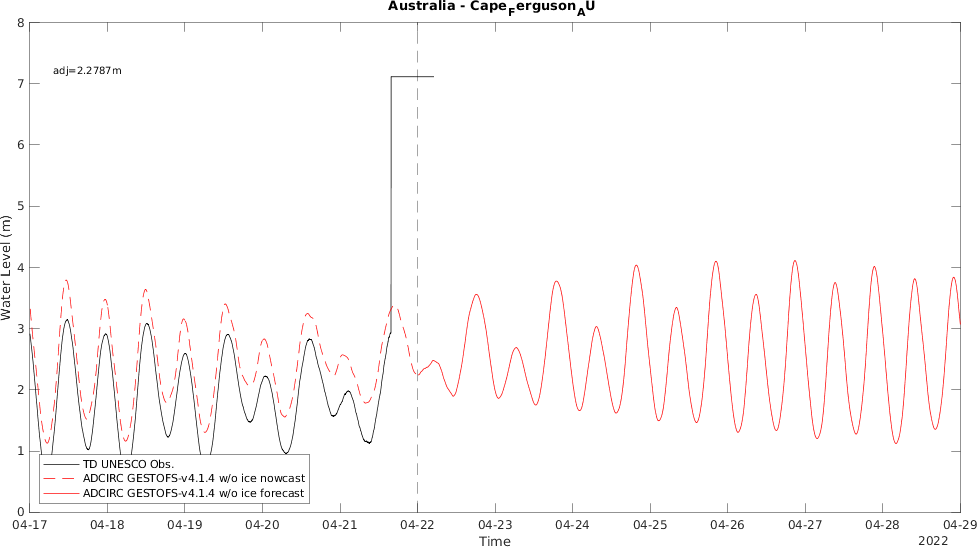 Australia - Cape_Ferguson_AU
8
adj=2.2787m
7
6
5
4
3
2
1
0
Water Level (m)
TD UNESCO Obs.
ADCIRC GESTOFS-v4.1.4 w/o ice nowcast
ADCIRC GESTOFS-v4.1.4 w/o ice forecast
04-17 04-18 04-19 04-20 04-21 04-22 04-23 04-24 04-25 04-26 04-27 04-28 04-29
Time
2022